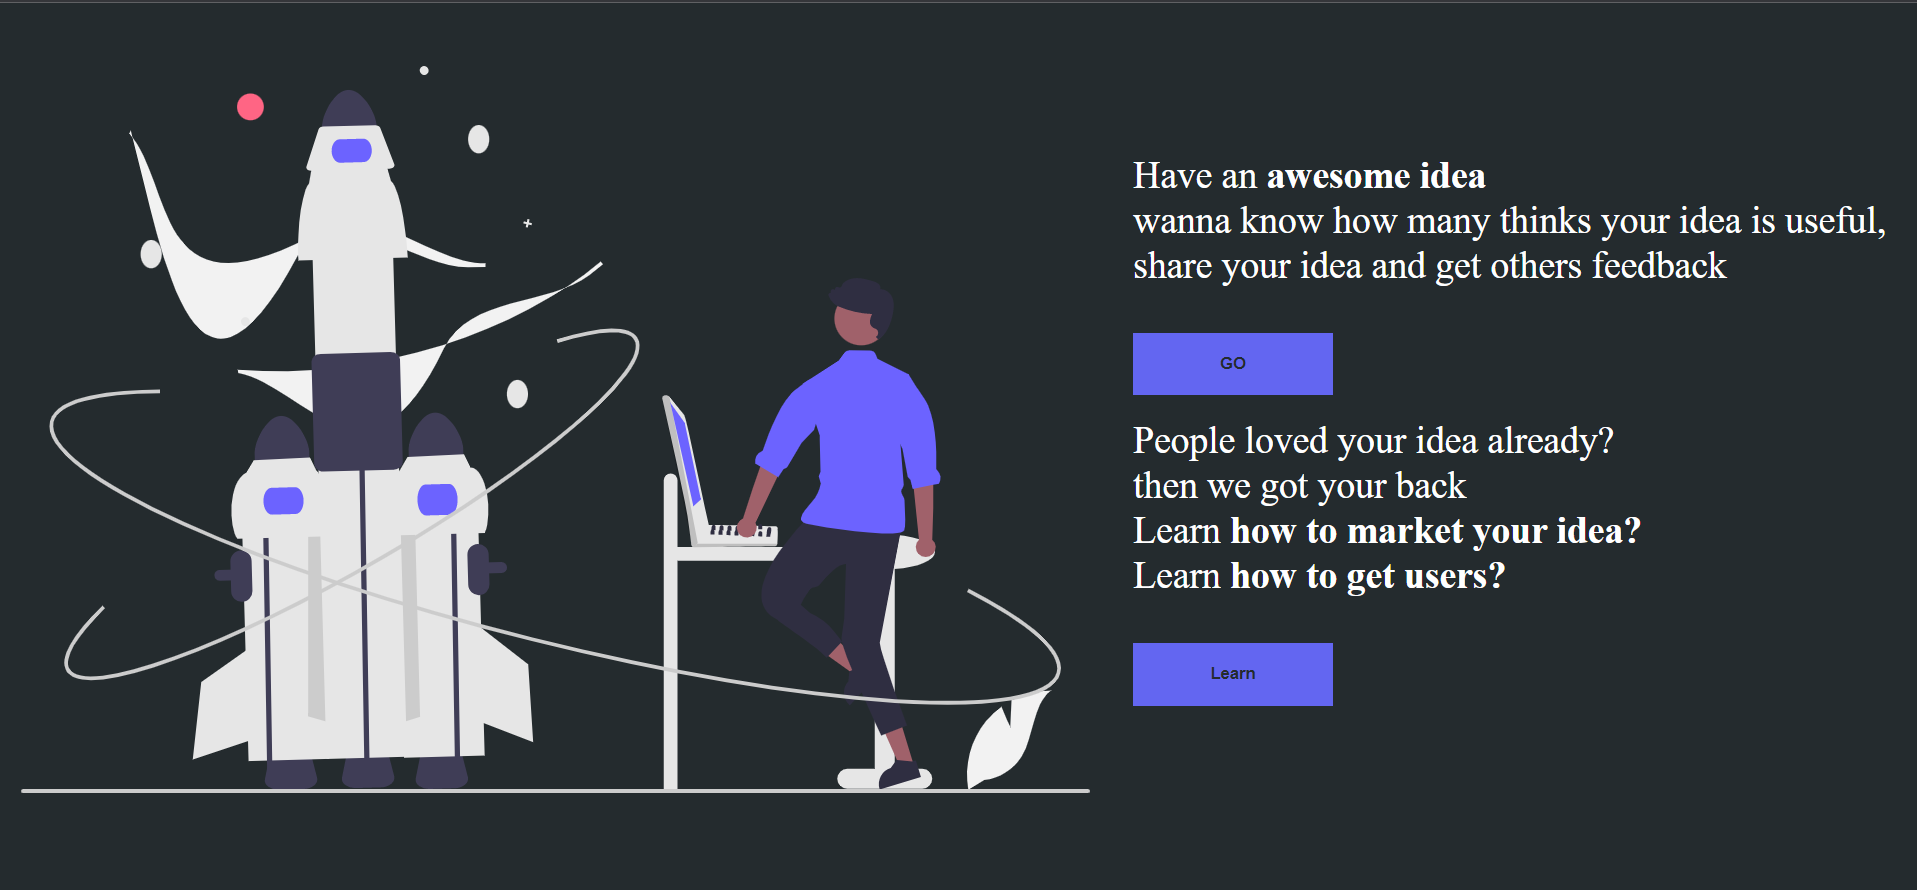 Have an awesome idea
wanna know how many thinks your idea is useful,
share your idea and get others feedback
GO
People loved your idea already?
then we got your back
Learn how to market your idea?
Learn how to get users?
Learn